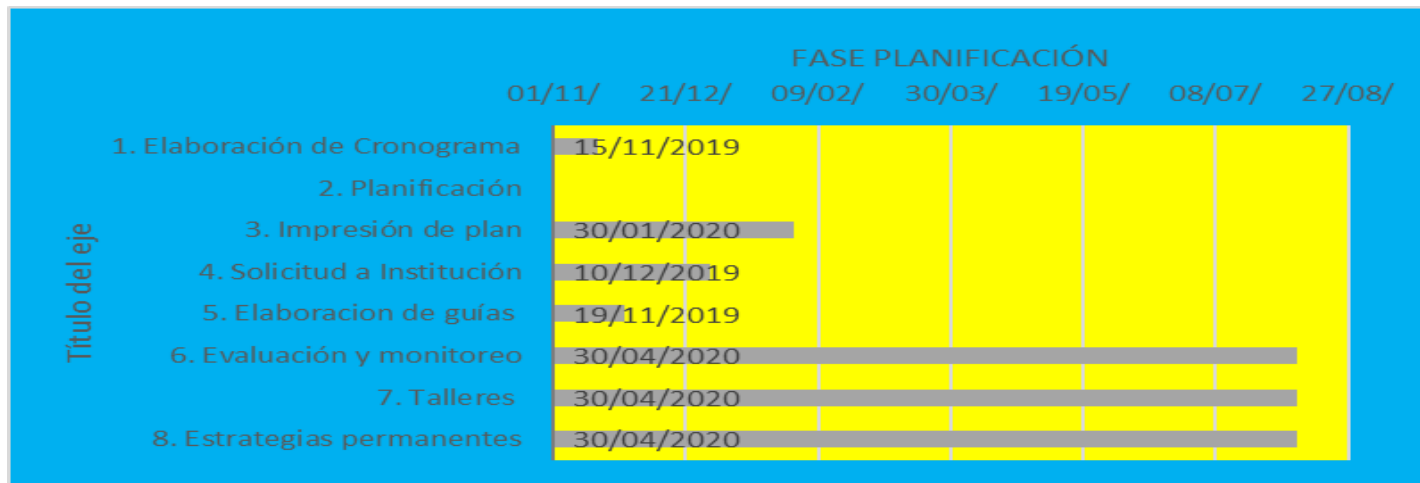 FASE PLANIFICACIÓN
01/11/ 21/12/ 09/02/ 30/03/ 19/05/ 08/07/ 27/08/
Título del eje
1. Elaboración de Cronograma 15/11/2019
2. Planificación
3. Impresión de plan 30/01/2020
4. Solicitud a Institución 10/12/2019
5. Elaboracion de guías 19/11/2019
6. Evaluación y monitoreo 30/04/2020
7. Talleres 30/04/2020
8. Estrategias permanentes 30/04/2020